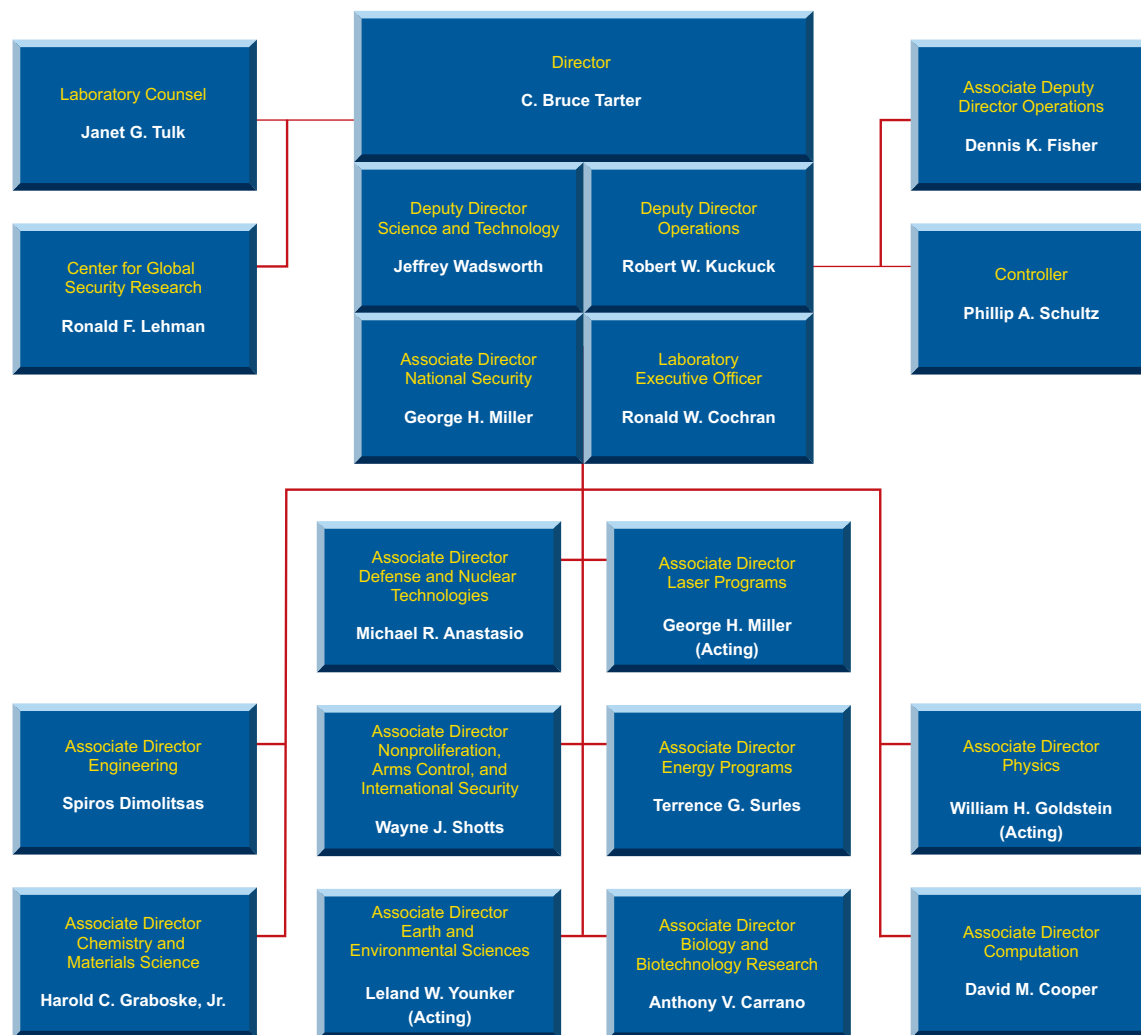 Director
C. Bruce Tarter
Laboratory Counsel
Janet G. Tulk
Associate Deputy
Director Operations
Dennis K. Fisher
Deputy Director
Science and Technology
Jeffrey Wadsworth
Deputy Director
Operations
Robert W. Kuckuck
Center for Global
Security Research
Ronald F. Lehman
Controller
Phillip A. Schultz
Associate Director
National Security
George H. Miller
Laboratory
Executive Officer
Ronald W. Cochran
Associate Director
Defense and Nuclear
Technologies
Michael R. Anastasio
Associate Director
Laser Programs
George H. Miller
(Acting)
Associate Director
Engineering
Spiros Dimolitsas
Associate Director
Nonproliferation,
Arms Control, and
International Security
Wayne J. Shotts
Associate Director
Energy Programs
Terrence G. Surles
Associate Director
Physics
William H. Goldstein
(Acting)
Associate Director
Chemistry and
Materials Science
Harold C. Graboske, Jr.
Associate Director
Earth and
Environmental Sciences
Leland W. Younker
(Acting)
Associate Director
Biology and
Biotechnology Research
Anthony V. Carrano
Associate Director
Computation
David M. Cooper